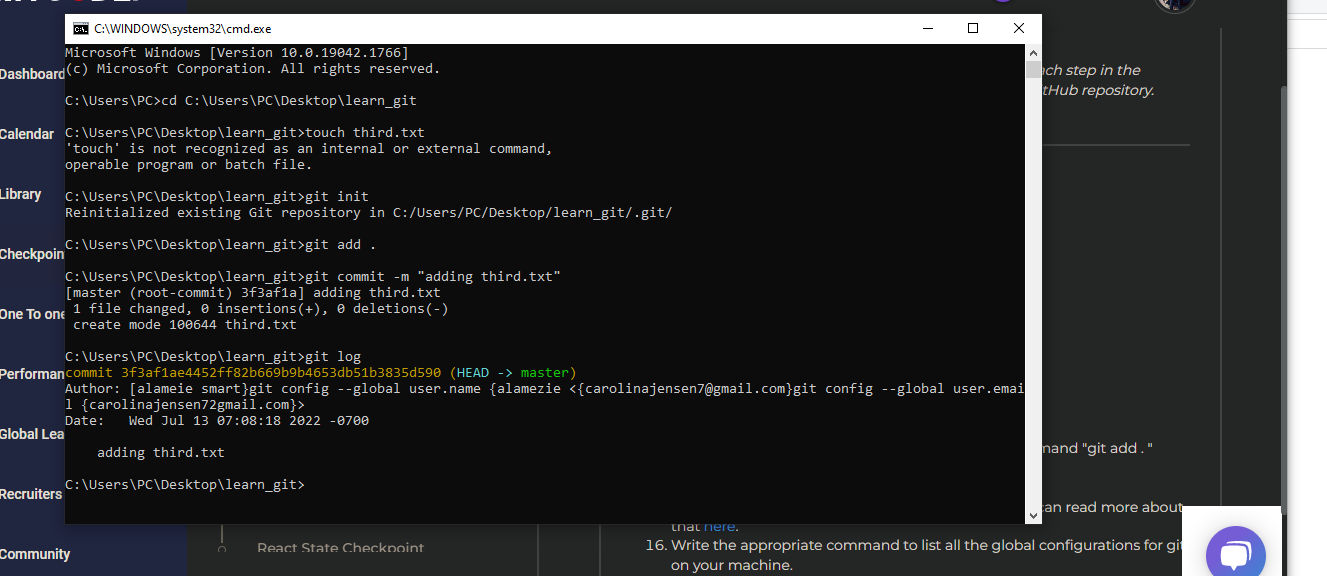 C:\WINDOWS\system32\cmd.exe
Microsoft Windows [Version 10.0.19042.1766]
(c) Microsoft Corporation. All rights reserved.
C:\Users\PC>cd C:\Users\PC\Desktop\learn_git
C:\Users\PC\Desktop\learn_git>touch third.txt
'touch' is not recognized as an internal or external command,
operable program or batch file.
C:\Users\PC\Desktop\learn_git>git init
Reinitialized existing Git repository in C:/Users/PC/Desktop/learn_git/.git/
C:\Users\PC\Desktop\learn_git>git add .
C:\Users\PC\Desktop\learn_git>git commit -m "adding third.txt"
[master (root-commit) 3f3af1a] adding third.txt
 1 file changed, 0 insertions(+), 0 deletions(-)
 create mode 100644 third.txt
C:\Users\PC\Desktop\learn_git>git log
commit 3f3af1ae4452ff82b669b9b4653db51b3835d590 (HEAD -> master)
Author: [alameie smart}git config --global user.name {alamezie <{carolinajensen7@gmail.com}git config --global user.emai
l {carolinajensen72gmail.com}>
Date:   Wed Jul 13 07:08:18 2022 -0700
    adding third.txt
C:\Users\PC\Desktop\learn_git>
Dashboard
Calendar
Library
Checkpoin
One To one
Performan
Global Lea
Recruiters
Community
ach step in the
tHub repository.
mand "git add . "
can read more about
that here.
16. Write the appropriate command to list all the global configurations for git
on your machine.
React State Checkpoint